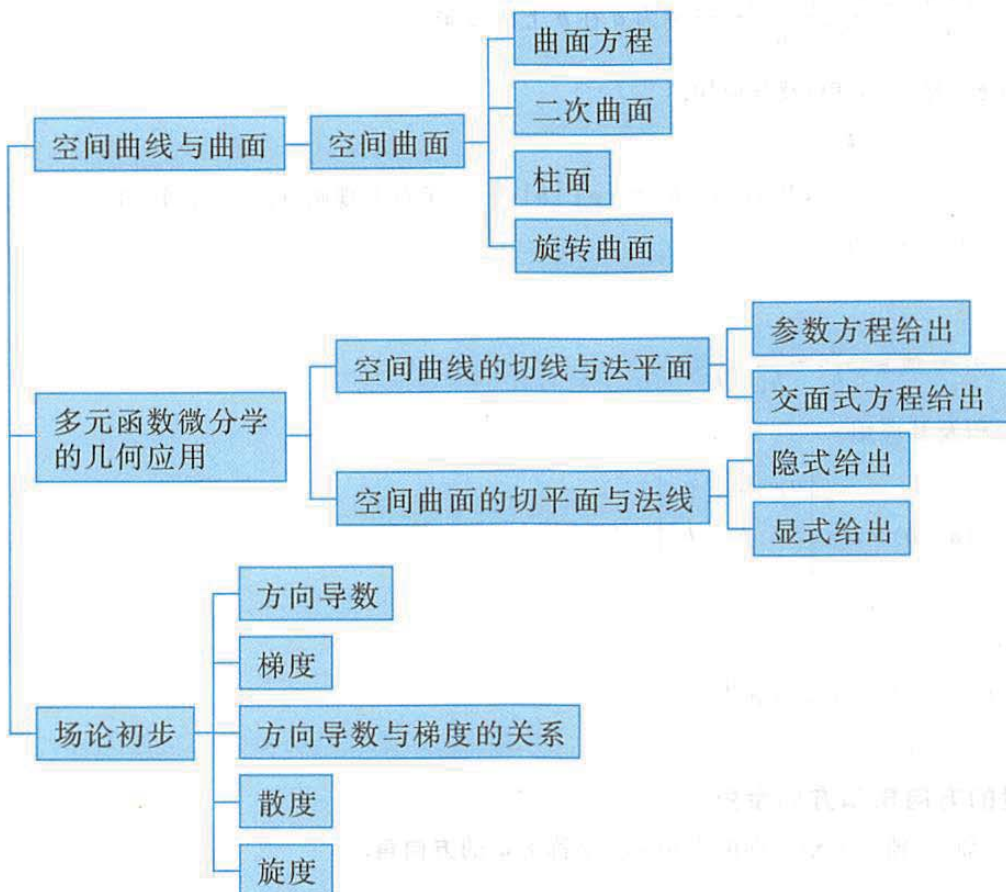 曲面方程
二次曲面
空间曲线与曲面
空间曲面
柱面
旋转曲面
参数方程给出
空间曲线的切线与法平面
交面式方程给出
多元函数微分学
的几何应用
隐式给出
空间曲面的切平面与法线
显式给出
方向导数
梯度
场论初步
方向导数与梯度的关系
散度
旋度